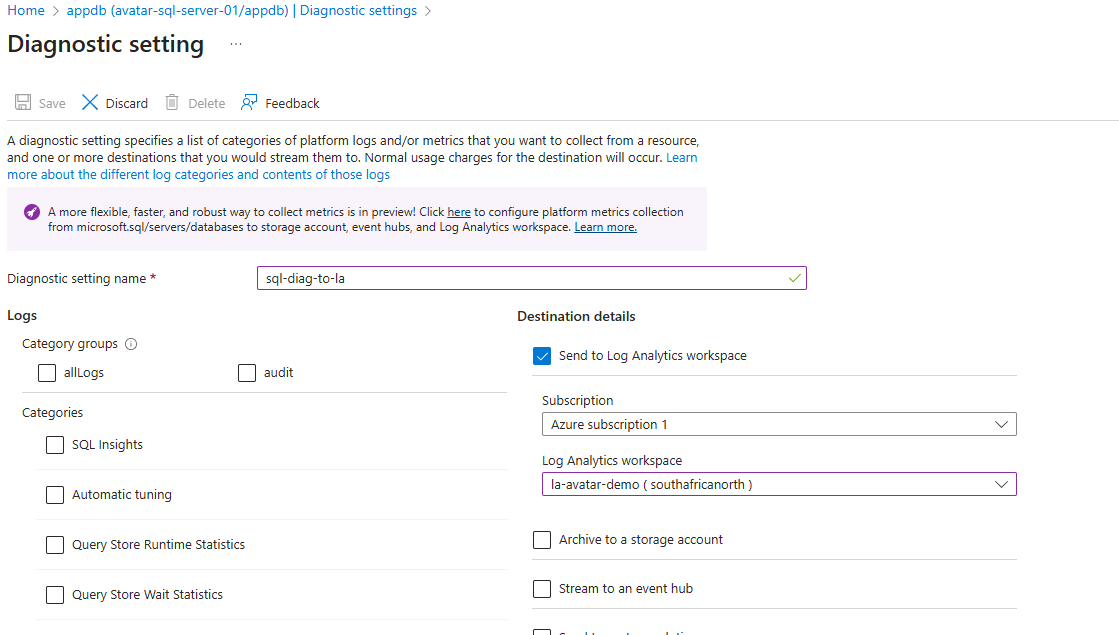 Home > appdb (avatar-sql-server-01/appdb) | Diagnostic settings >
Diagnostic setting ...
Save Discard Delete Feedback
A diagnostic setting specifies a list of categories of platform logs and/or metrics that you want to collect from a resource,
and one or more destinations that you would stream them to. Normal usage charges for the destination will occur. Learn
more about the different log categories and contents of those logs
A more flexible, faster, and robust way to collect metrics is in preview! Click here to configure platform metrics collection
from microsoft.sql/servers/databases to storage account, event hubs, and Log Analytics workspace. Learn more.
Diagnostic setting name *
sql-diag-to-la
Logs
Category groups
allLogs
audit
Categories
SQL Insights
Automatic tuning
Query Store Runtime Statistics
Query Store Wait Statistics
Destination details
Send to Log Analytics workspace
Subscription
Azure subscription 1
Log Analytics workspace
la-avatar-demo ( southafricanorth )
Archive to a storage account
Stream to an event hub